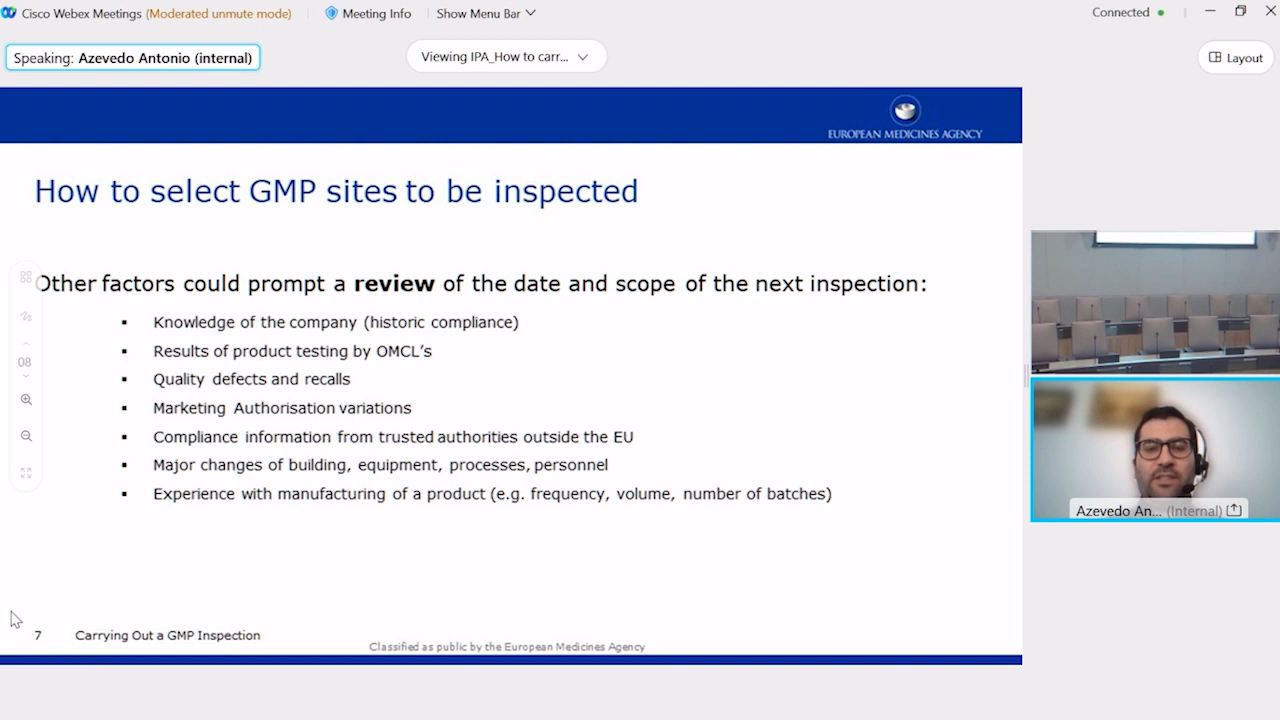 Cisco Webex Meetings (Moderated unmute mode)
Meeting Info
Show Menu Bar
Connected
Speaking: Azevedo Antonio (internal)
Viewing IPA_How to carr...
Layout
EUROPEAN MEDICINES AGENCY
How to select GMP sites to be inspected
Other factors could prompt a review of the date and scope of the next inspection:
▪ Knowledge of the company (historic compliance)
▪ Results of product testing by OMCL's
▪ Quality defects and recalls
▪ Marketing Authorisation variations
▪ Compliance information from trusted authorities outside the EU
▪ Major changes of building, equipment, processes, personnel
▪ Experience with manufacturing of a product (e.g. frequency, volume, number of batches)
08
Azevedo An... (Internal)
7 Carrying Out a GMP Inspection
Classified as public by the European Medicines Agency